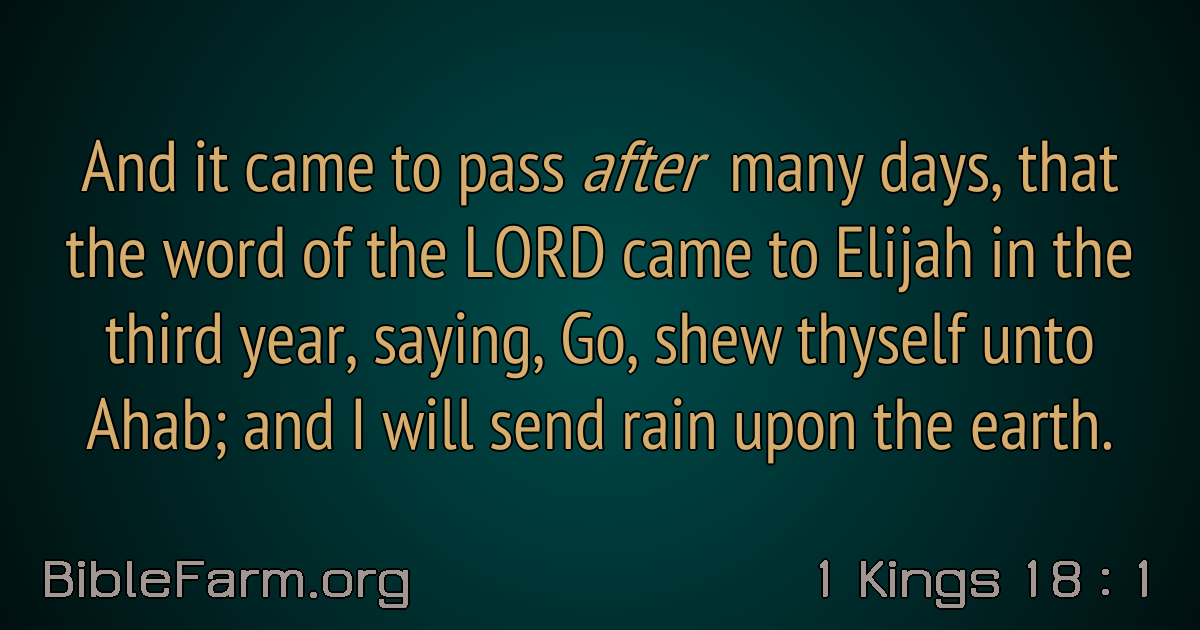 And it came to pass after many days, that
the word of the LORD came to Elijah in the
third year, saying, Go, shew thyself unto
Ahab; and I will send rain upon the earth.
BibleFarm.org
1 Kings 18 : 1